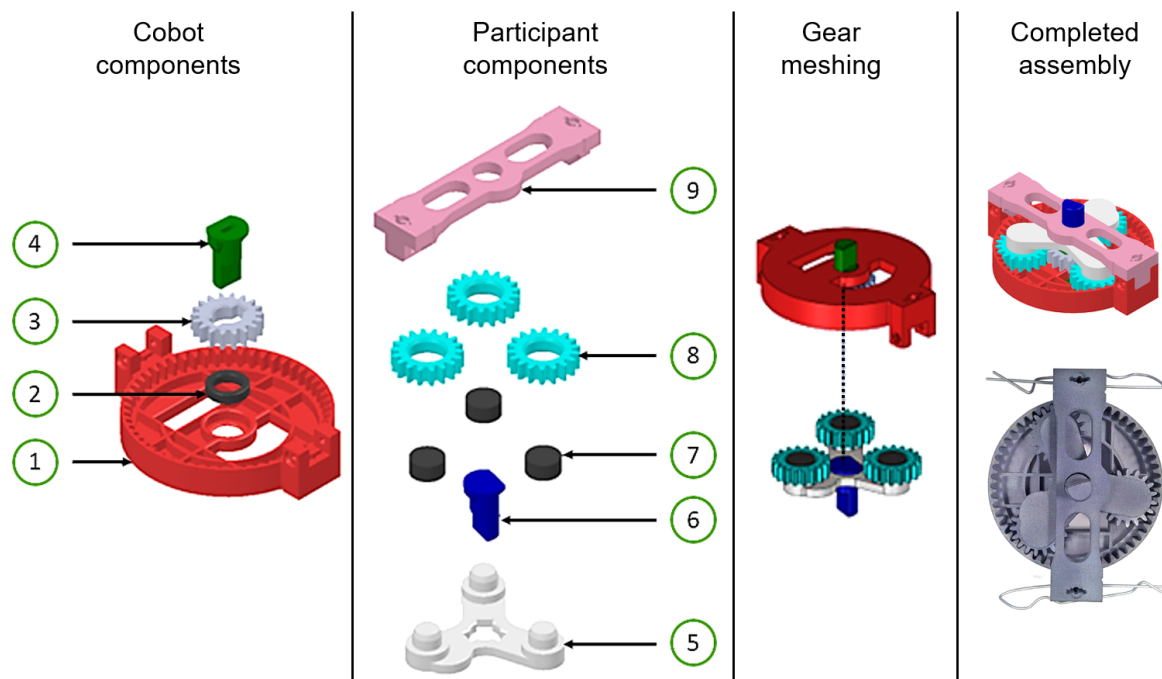 Cobot
components
Participant
components
Gear
meshing
Completed
assembly
4
3
2
1
9
8
7
6
5